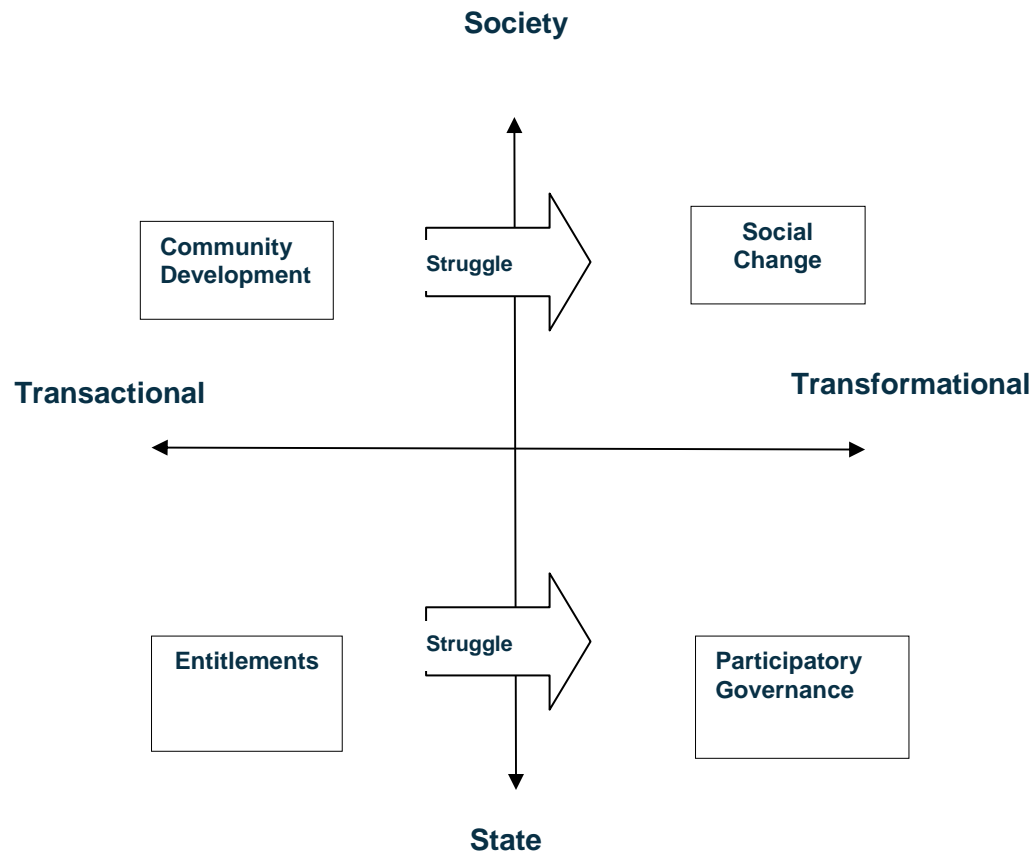 Society
Community
Development
Struggle
Social
Change
Transactional
Transformational
Entitlements
Struggle
Participatory
Governance
State